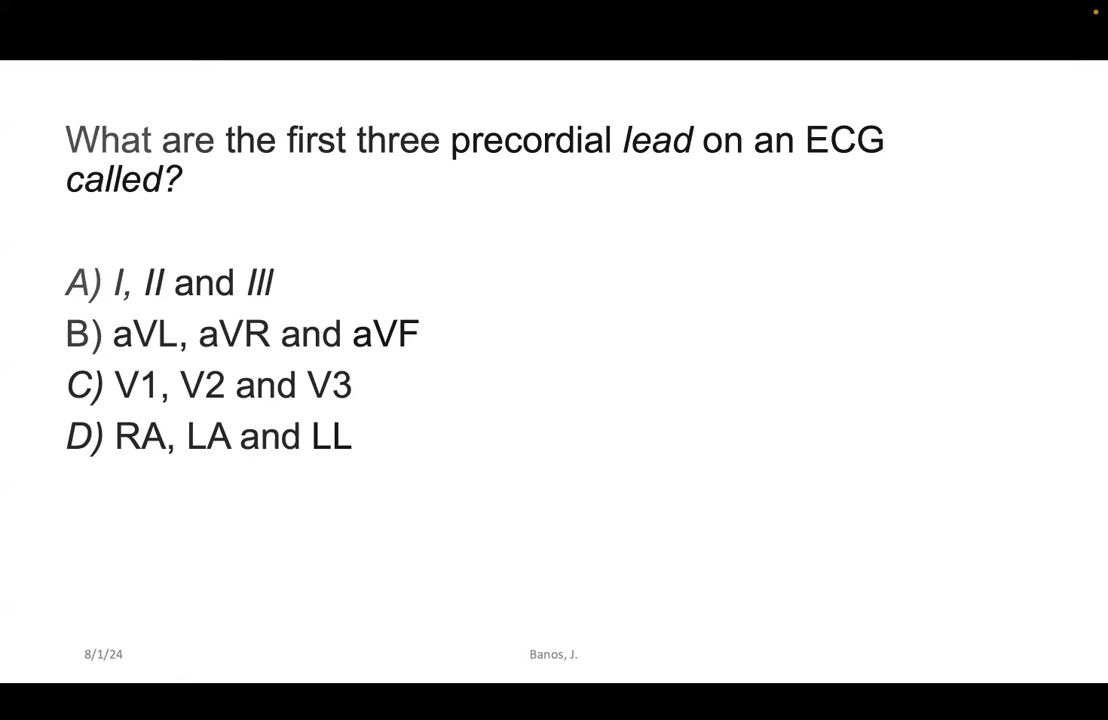 What are the first three precordial lead on an ECG
called?
A) I, II and III
B) aVL, aVR and aVF
C) V1, V2 and V3
D) RA, LA and LL
8/1/24
Banos, J.